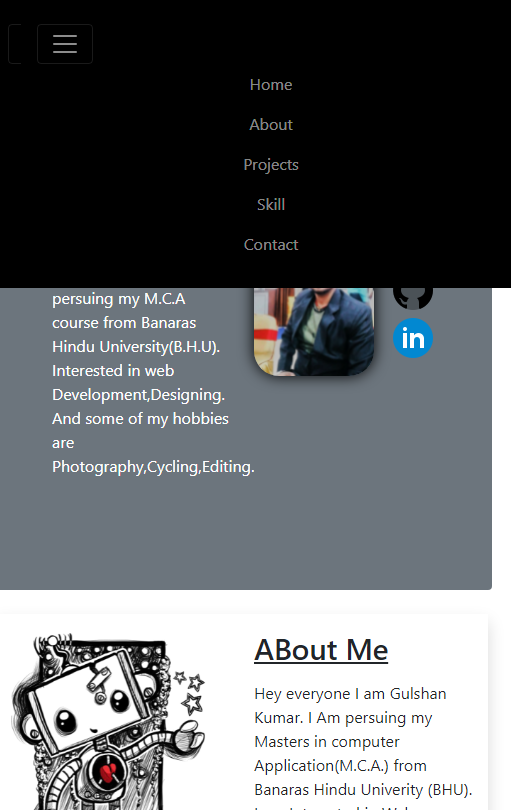 Home
About
Projects
Skill
Contact
persuing my M.C.A
course from Banaras
Hindu University(B.H.U).
Interested in web
Development,Designing.
And some of my hobbies
are
Photography,Cycling,Editing.
in
ABout Me
Hey everyone I am Gulshan
Kumar. I Am persuing my
Masters in computer
Application(M.C.A.) from
Banaras Hindu Univerity (BHU).